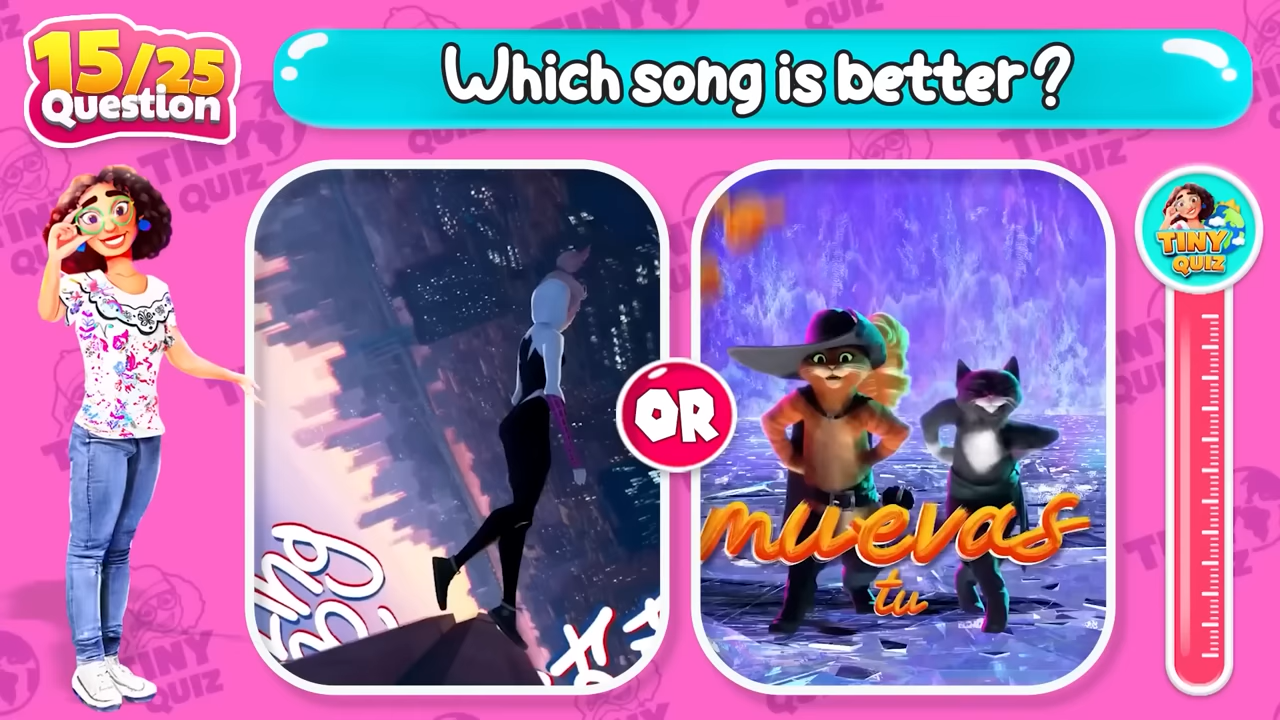 15/25
Question
Which song is better?
TINY
QUIZ
OR
muevas
tu